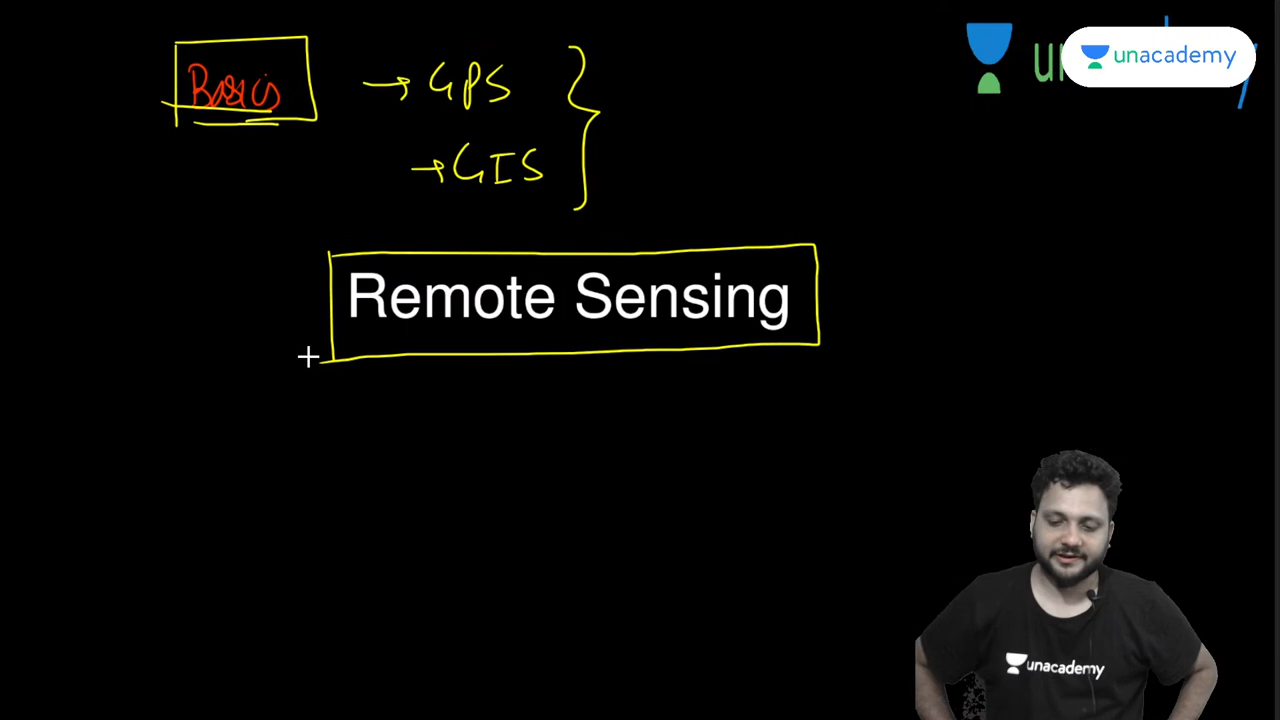 Basics → GPS
→ GIS
Remote Sensing
unacademy
unacademy